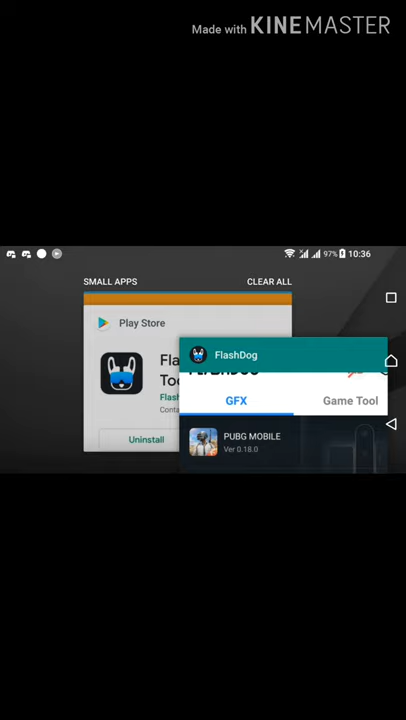 Made with KINEMASTER
97% 10:36
SMALL APPS CLEAR ALL
Play Store
FlashDog
GFX Game Tool
Uninstall
PUBG MOBILE
Ver 0.18.0